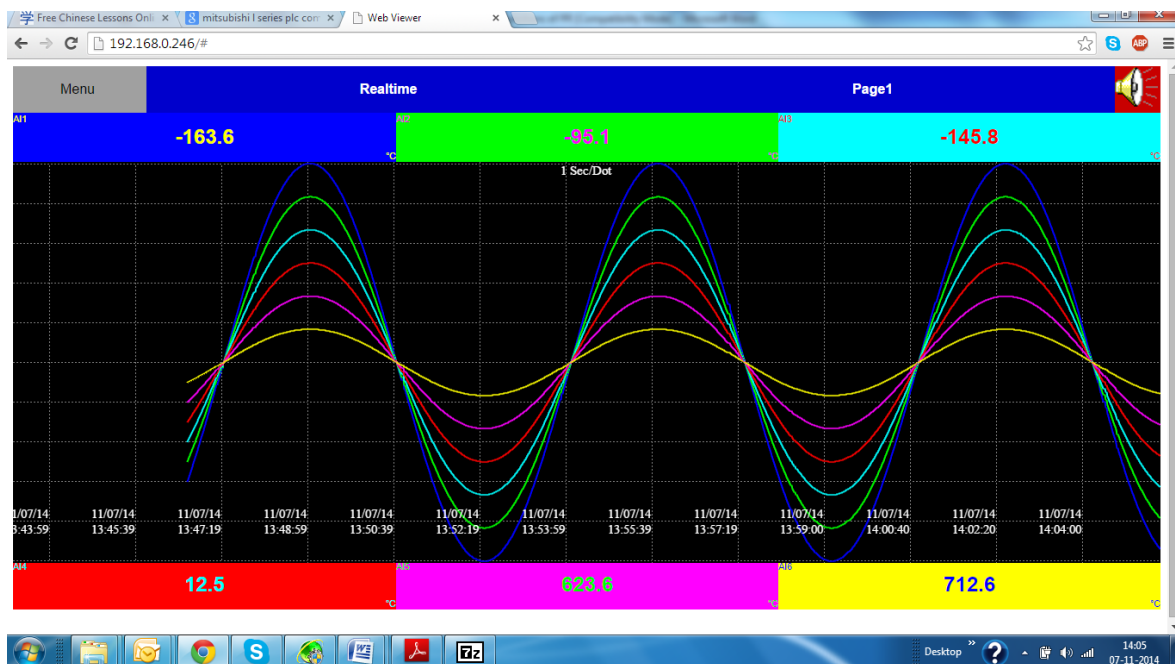 学 Free Chinese Lessons Onli
mitsubishi l series plc com
Web Viewer
192.168.0.246/#
ABP
Menu
Realtime
Page1
AI1
-163.6
°C
AI2
-95.1
°C
AI3
-145.8
°C
1 Sec/Dot
1/07/14 11/07/14 11/07/14 11/07/14 11/07/14 11/07/14 11/07/14 11/07/14 11/07/14 11/07/14 11/07/14 11/07/14 11/07/14
3:43:59 13:45:39 13:47:19 13:48:59 13:50:39 13:52:19 13:53:59 13:55:39 13:57:19 13:59:00 14:00:40 14:02:20 14:04:00
AI4
12.5
°C
AI5
623.6
°C
AI6
712.6
°C
7z
Desktop
14:05
07-11-2014